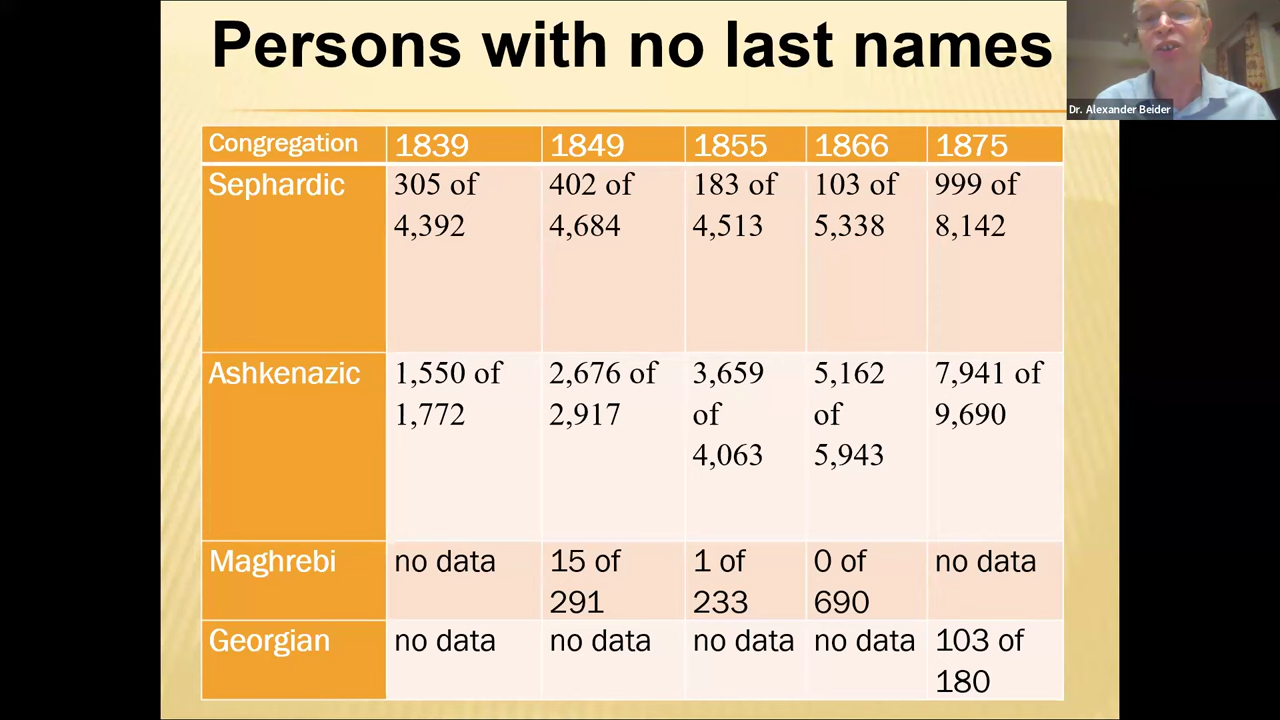 Persons with no last names
Dr. Alexander Beider
Congregation 1839 1849 1855 1866 1875
Sephardic 305 of 4,392 402 of 4,684 183 of 4,513 103 of 5,338 999 of 8,142
Ashkenazic 1,550 of 1,772 2,676 of 2,917 3,659 of 4,063 5,162 of 5,943 7,941 of 9,690
Maghrebi no data 15 of 291 1 of 233 0 of 690 no data
Georgian no data no data no data no data 103 of 180